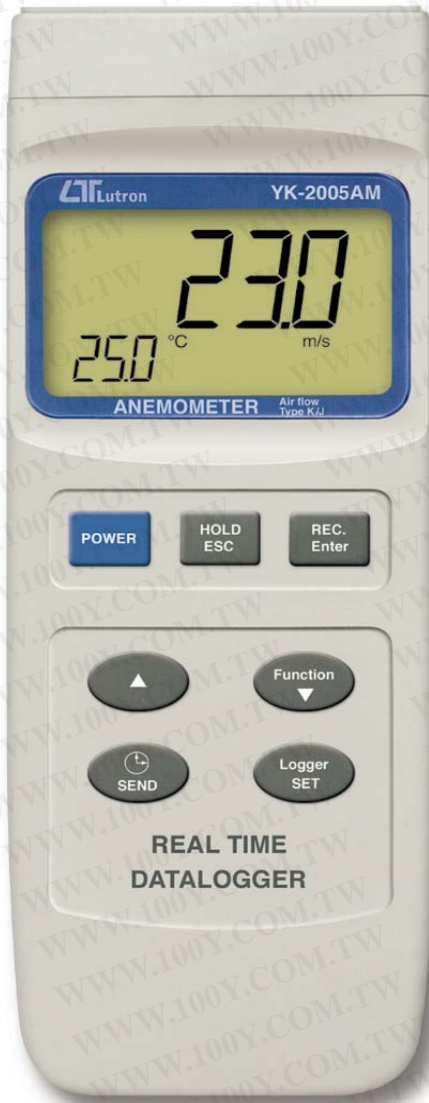 Lutron YK-2005AM
23.0
°C m/s
25.0
ANEMOMETER Air flow
Type K/J
POWER HOLD ESC REC. Enter
▲ Function ▼
SEND Logger SET
REAL TIME
DATALOGGER
WWW.100Y.COM.TW